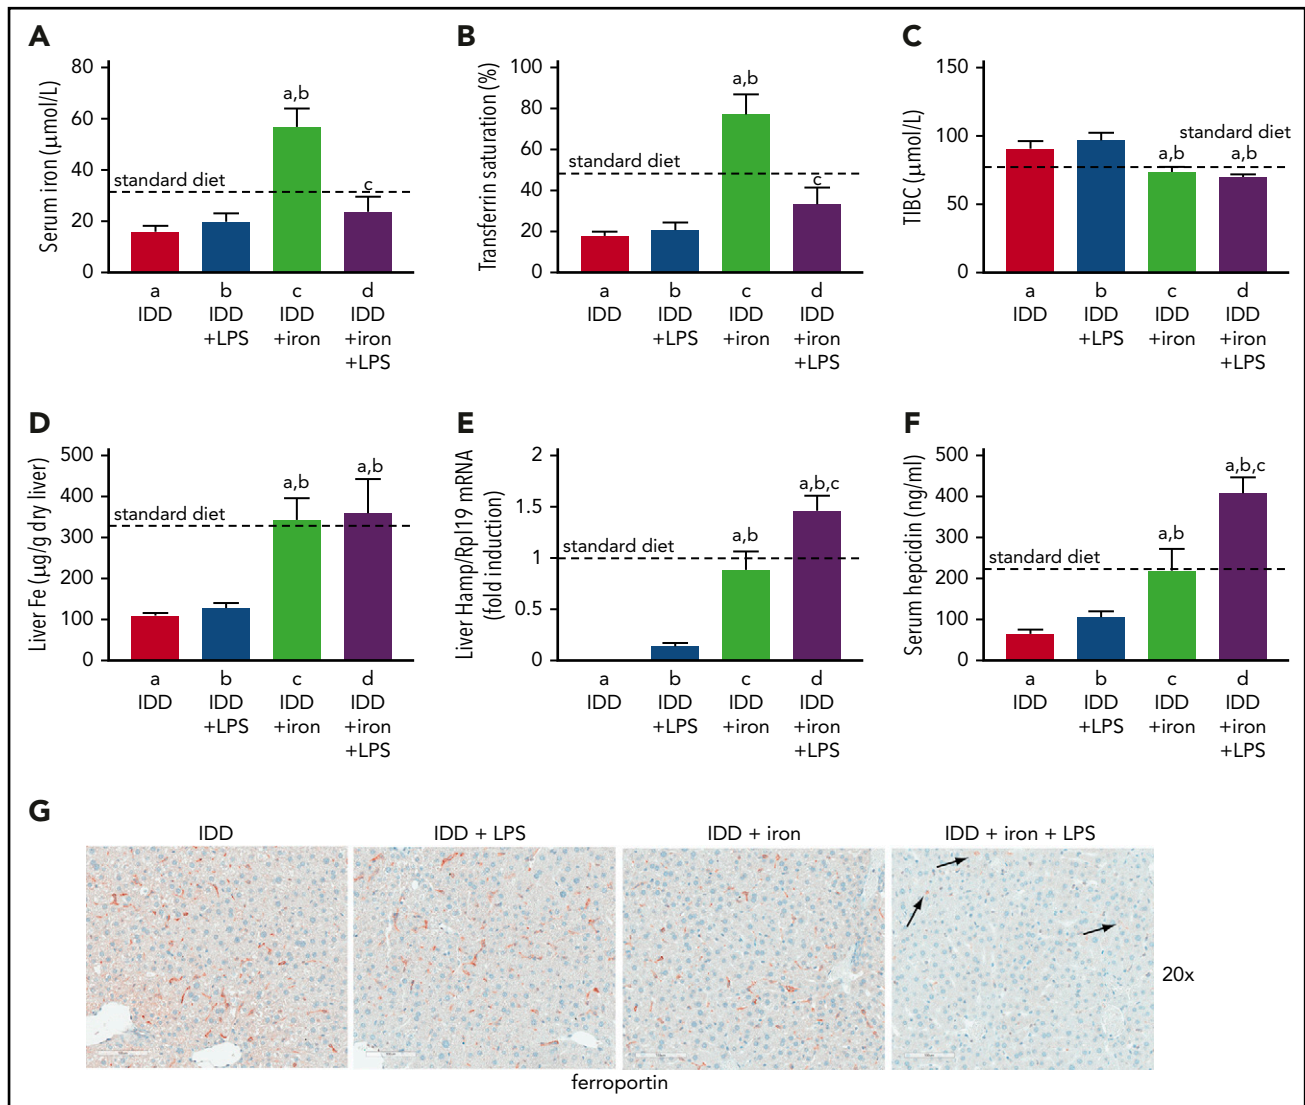 A
Serum iron (μmol/L)
80
60
40
20
0
standard diet
a,b
c
a
IDD
b
IDD
+LPS
c
IDD
+iron
d
IDD
+iron
+LPS
B
Transferrin saturation (%)
100
80
60
40
20
0
standard diet
a,b
c
a
IDD
b
IDD
+LPS
c
IDD
+iron
d
IDD
+iron
+LPS
C
TIBC (μmol/L)
150
100
50
0
standard diet
a,b
a,b
a
IDD
b
IDD
+LPS
c
IDD
+iron
d
IDD
+iron
+LPS
D
Liver Fe (μg/g dry liver)
500
400
300
200
100
0
standard diet
a,b
a,b
a
IDD
b
IDD
+LPS
c
IDD
+iron
d
IDD
+iron
+LPS
E
Liver Hamp/Rpl19 mRNA
(fold induction)
2
1.5
1
0.5
0
standard diet
a,b
a,b,c
a
IDD
b
IDD
+LPS
c
IDD
+iron
d
IDD
+iron
+LPS
F
Serum hepcidin (ng/ml)
500
400
300
200
100
0
standard diet
a,b
a,b,c
a
IDD
b
IDD
+LPS
c
IDD
+iron
d
IDD
+iron
+LPS
G
IDD
IDD + LPS
IDD + iron
IDD + iron + LPS
20x
ferroportin